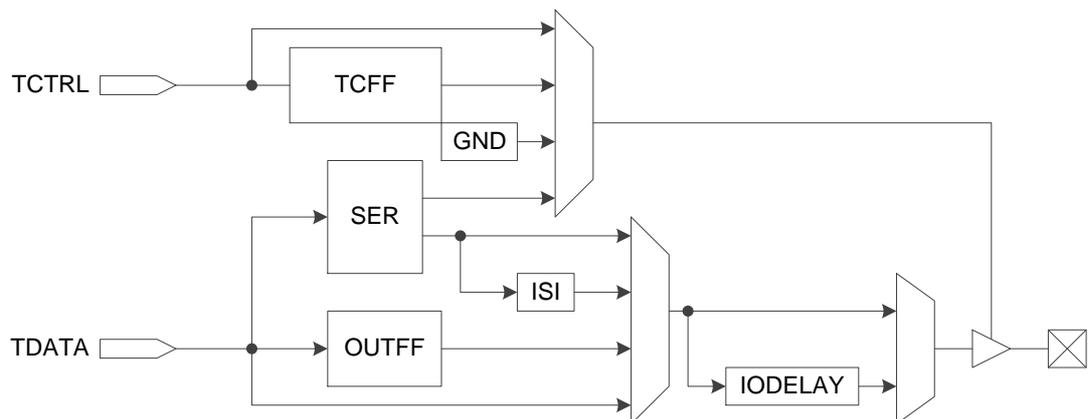 TCTRL
TCFF
GND
SER
ISI
TDATA
OUTFF
IODELAY